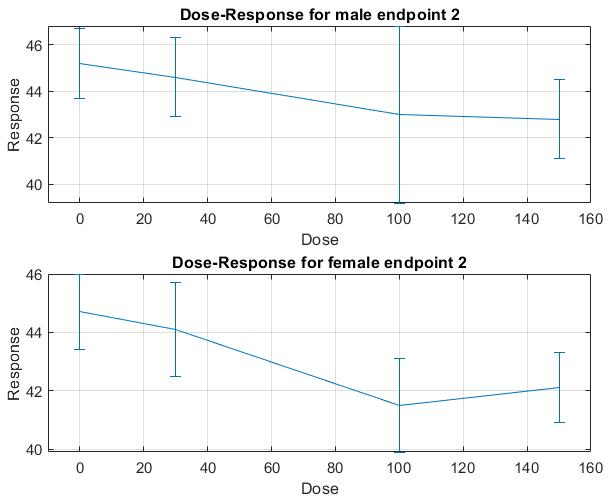 Dose-Response for male endpoint 2
46
44
42
40
Response
0 20 40 60 80 100 120 140 160
Dose
Dose-Response for female endpoint 2
46
44
42
40
Response
0 20 40 60 80 100 120 140 160
Dose